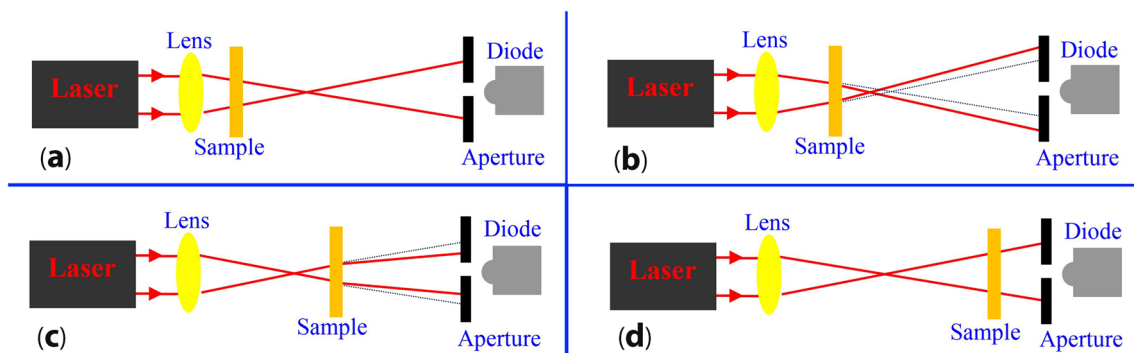 Lens
Diode
Laser
Sample
Aperture
(a)
Lens
Diode
Laser
Sample
Aperture
(b)
Lens
Diode
Laser
Sample
Aperture
(c)
Lens
Diode
Laser
Sample
Aperture
(d)